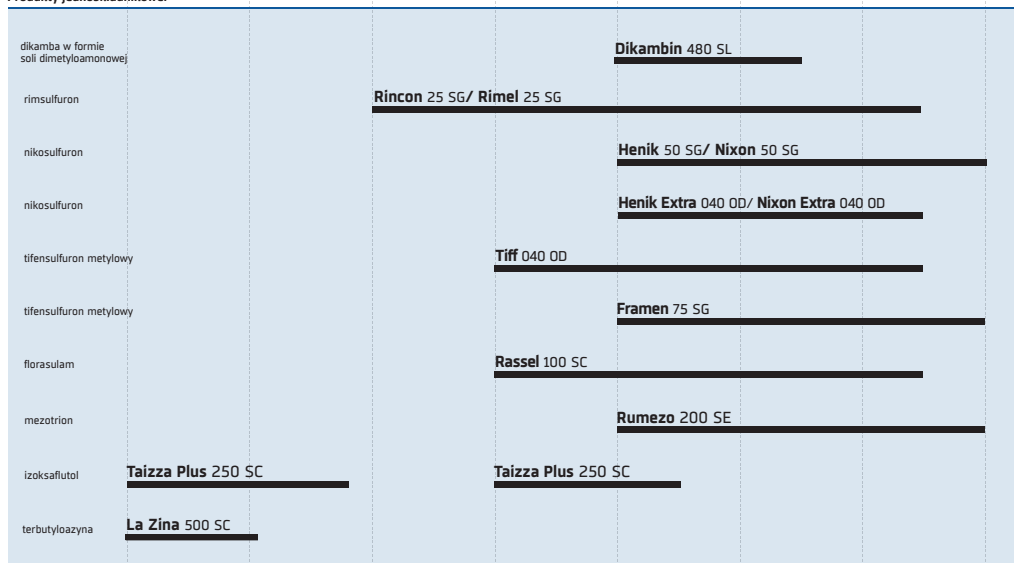 Produkty jednoskładnikowe:
dikamba w formie
soli dimetyloamonowej
Dikambin 480 SL
rimsulfuron
Rincon 25 SG/ Rimel 25 SG
nikosulfuron
Henik 50 SG/ Nixon 50 SG
nikosulfuron
Henik Extra 040 OD/ Nixon Extra 040 OD
tifensulfuron metylowy
Tiff 040 OD
tifensulfuron metylowy
Framen 75 SG
florasulam
Rassel 100 SC
mezotrion
Rumezo 200 SE
izoksaflutol
Taizza Plus 250 SC
Taizza Plus 250 SC
terbutyloazyna
La Zina 500 SC